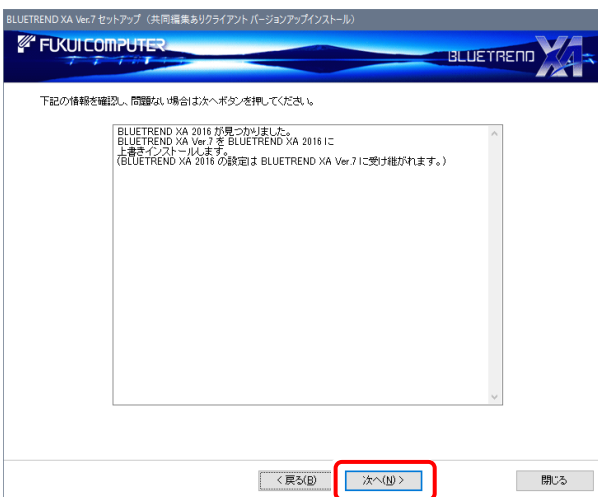 BLUETREND XA Ver.7 セットアップ（共同編集ありクライアント バージョンアップインストール）
FUKUI COMPUTER
BLUETREND XA
下記の情報を確認し、問題ない場合は次へボタンを押してください。
BLUETREND XA 2016 が見つかりました。
BLUETREND XA Ver.7 を BLUETREND XA 2016 に
上書きインストールします。
(BLUETREND XA 2016 の設定は BLUETREND XA Ver.7 に受け継がれます。)
< 戻る(B) 次へ(N) > 閉じる